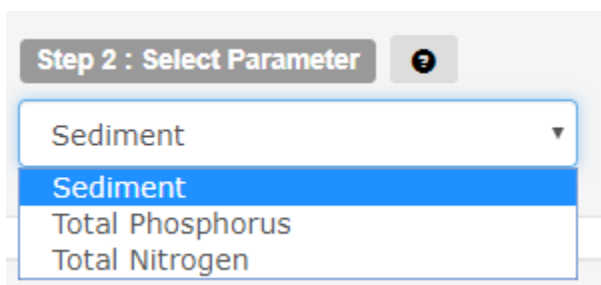 Step 2 : Select Parameter ?
Sediment
Sediment
Total Phosphorus
Total Nitrogen